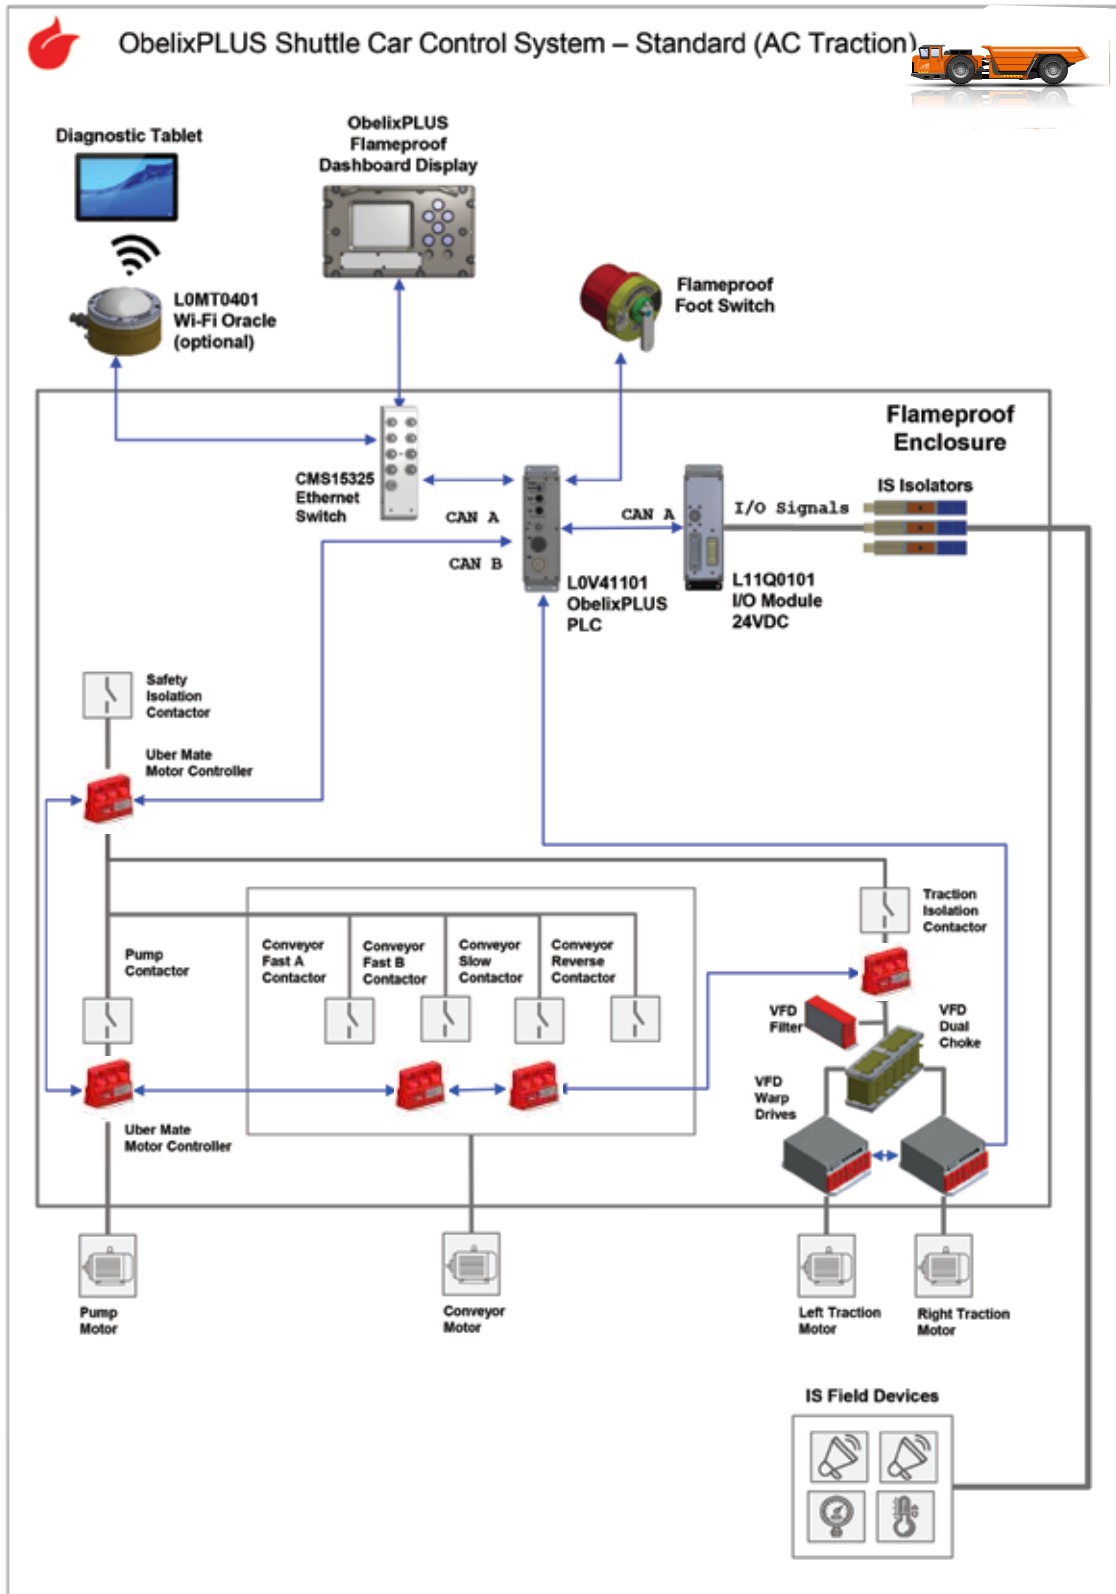 ObelixPLUS Shuttle Car Control System – Standard (AC Traction)
Diagnostic Tablet
ObelixPLUS
Flameproof
Dashboard Display
L0MT0401
Wi-Fi Oracle
(optional)
Flameproof
Foot Switch
Flameproof
Enclosure
IS Isolators
CMS15325
Ethernet
Switch
CAN A
CAN B
CAN A
I/O Signals
L0V41101
ObelixPLUS
PLC
L11Q0101
I/O Module
24VDC
Safety
Isolation
Contactor
Uber Mate
Motor Controller
Traction
Isolation
Contactor
Pump
Contactor
Conveyor
Fast A
Contactor
Conveyor
Fast B
Contactor
Conveyor
Slow
Contactor
Conveyor
Reverse
Contactor
VFD
Filter
VFD
Dual
Choke
VFD
Warp
Drives
Uber Mate
Motor Controller
Pump
Motor
Conveyor
Motor
Left Traction
Motor
Right Traction
Motor
IS Field Devices